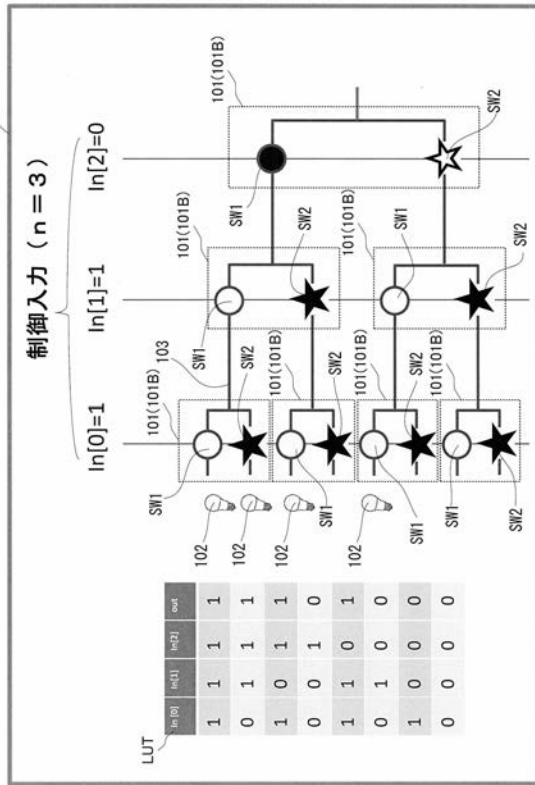 制御入力 (n=3)
In[0]=1
In[1]=1
In[2]=0
101(101B)
SW1
SW2
101(101B)
SW1
SW2
101(101B)
SW1
SW2
103
101(101B)
SW1
SW2
101(101B)
SW1
SW2
101(101B)
SW1
SW2
101(101B)
SW1
SW2
102
102
102
102
LUT
In [0] In[1] In[2] out
1 1 1 1
0 1 1 1
1 0 1 1
0 0 1 0
1 1 0 1
0 1 0 0
1 0 0 0
0 0 0 0